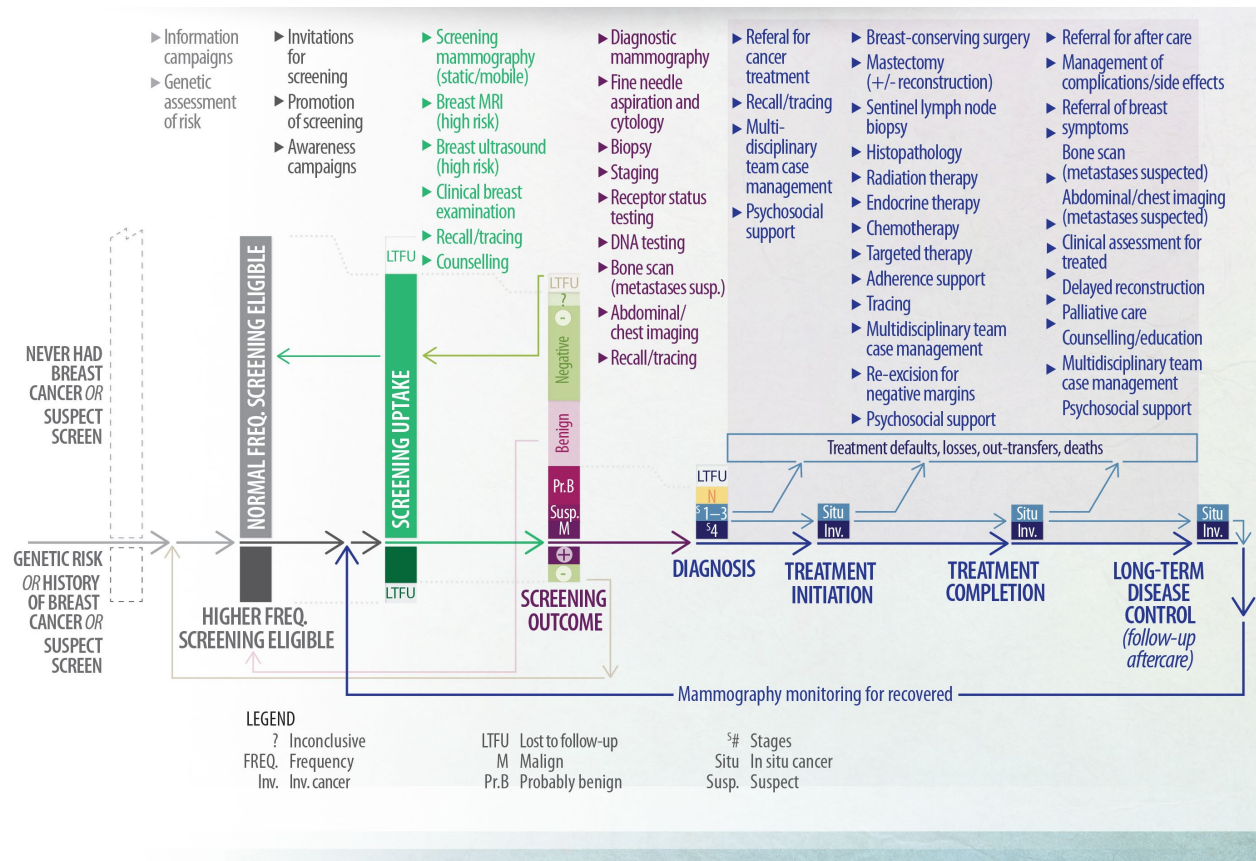 Information
campaigns
Genetic
assessment
of risk
Invitations
for
screening
Promotion
of screening
Awareness
campaigns
Screening
mammography
(static/mobile)
Breast MRI
(high risk)
Breast ultrasound
(high risk)
Clinical breast
examination
Recall/tracing
Counselling
Diagnostic
mammography
Fine needle
aspiration and
cytology
Biopsy
Staging
Receptor status
testing
DNA testing
Bone scan
(metastases susp.)
Abdominal/
chest imaging
Recall/tracing
Referal for
cancer
treatment
Recall/tracing
Multi-
disciplinary
team case
management
Psychosocial
support
Breast-conserving surgery
Mastectomy
(+/- reconstruction)
Sentinel lymph node
biopsy
Histopathology
Radiation therapy
Endocrine therapy
Chemotherapy
Targeted therapy
Adherence support
Tracing
Multidisciplinary team
case management
Re-excision for
negative margins
Psychosocial support
Referral for after care
Management of
complications/side effects
Referral of breast
symptoms
Bone scan
(metastases suspected)
Abdominal/chest imaging
(metastases suspected)
Clinical assessment for
treated
Delayed reconstruction
Palliative care
Counselling/education
Multidisciplinary team
case management
Psychosocial support
NEVER HAD
BREAST
CANCER OR
SUSPECT
SCREEN
GENETIC RISK
OR HISTORY
OF BREAST
CANCER OR
SUSPECT
SCREEN
NORMAL FREQ. SCREENING ELIGIBLE
HIGHER FREQ.
SCREENING ELIGIBLE
LTFU
SCREENING UPTAKE
LTFU
LTFU
?
-
Negative
Benign
Pr.B
Susp.
M
+
-
SCREENING
OUTCOME
Treatment defaults, losses, out-transfers, deaths
LTFU
N
S1–3
S4
DIAGNOSIS
Situ
Inv.
TREATMENT
INITIATION
Situ
Inv.
TREATMENT
COMPLETION
Situ
Inv.
LONG-TERM
DISEASE
CONTROL
(follow-up
aftercare)
Mammography monitoring for recovered
LEGEND
? Inconclusive
FREQ. Frequency
Inv. Inv. cancer
LTFU Lost to follow-up
M Malign
Pr.B Probably benign
S# Stages
Situ In situ cancer
Susp. Suspect